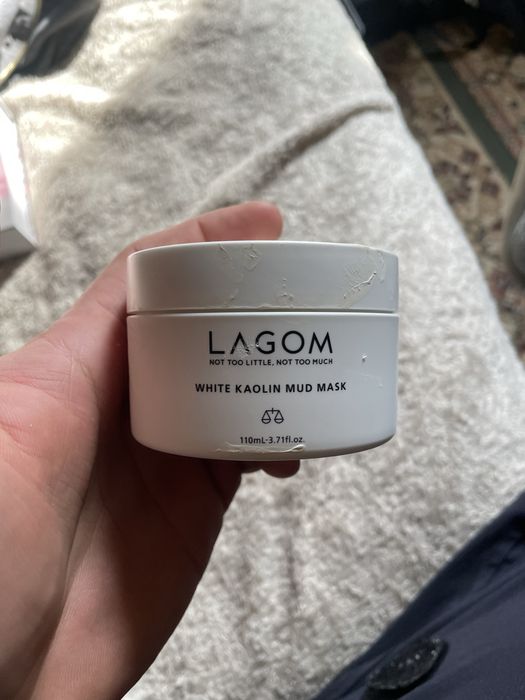 LAGOM
NOT TOO LITTLE, NOT TOO MUCH
WHITE KAOLIN MUD MASK
110mL·3.71fl.oz.